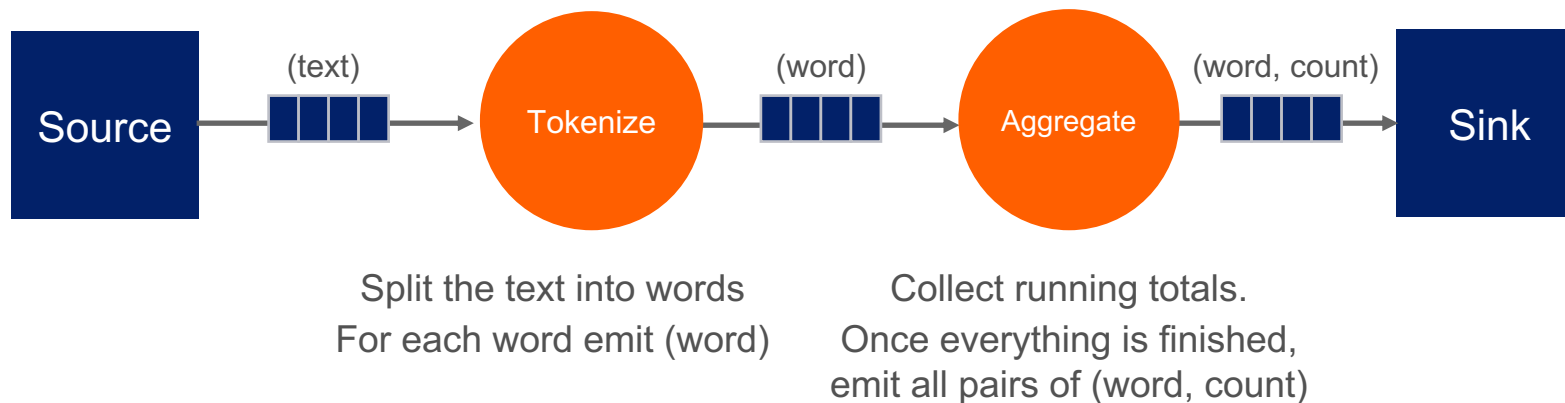 (text)
(word)
(word, count)
Source
Tokenize
Aggregate
Sink
Split the text into words
For each word emit (word)
Collect running totals.
Once everything is finished,
emit all pairs of (word, count)